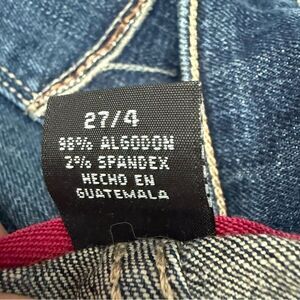 27/4
98% ALGODON
2% SPANDEX
HECHO EN
GUATEMALA